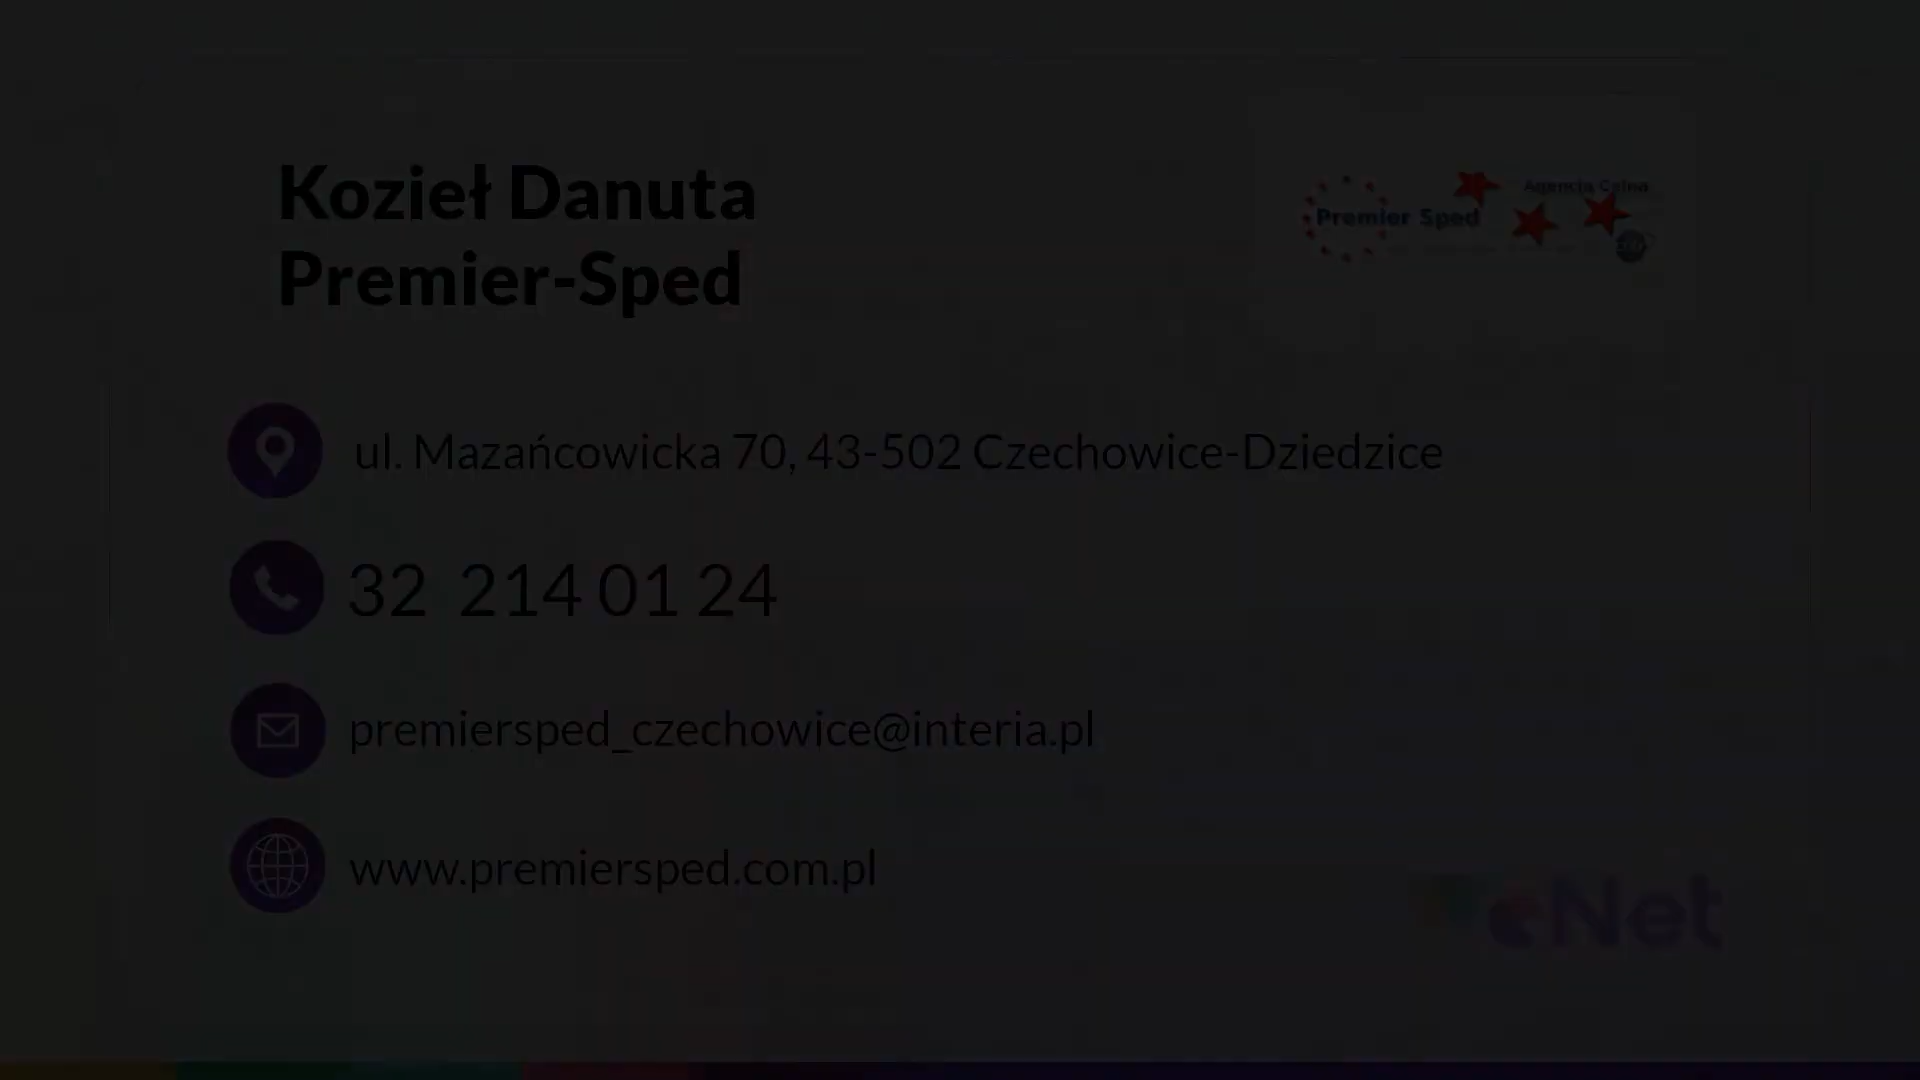 Kozieł Danuta
Premier-Sped
Premier Sped
Agencja Celna
ul. Mazańcowicka 70, 43-502 Czechowice-Dziedzice
32 214 01 24
premiersped_czechowice@interia.pl
www.premiersped.com.pl
eNet